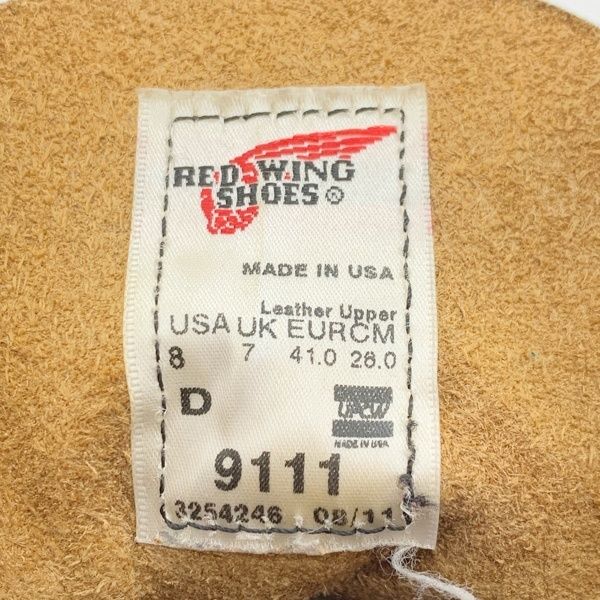 RED WING
SHOES ®
MADE IN USA
Leather Upper
USA UK EUR CM
8 7 41.0 26.0
D
UFCW
MADE IN USA
9111
3254246 08/11